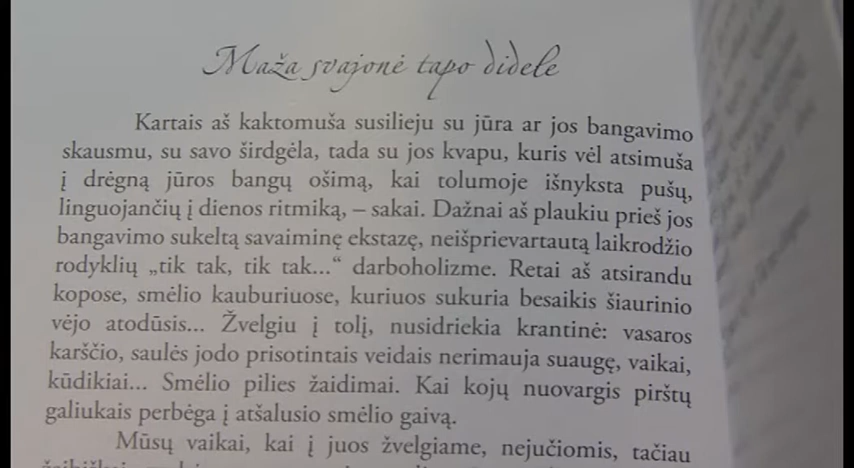 Maža svajonė tapo didele
Kartais aš kaktomuša susilieju su jūra ar jos bangavimo
skausmu, su savo širdgėla, tada su jos kvapu, kuris vėl atsimuša
į drėgną jūros bangų ošimą, kai tolumoje išnyksta pušų,
linguojančių į dienos ritmiką, – sakai. Dažnai aš plaukiu prieš jos
bangavimo sukeltą savaiminę ekstazę, neišprievartautą laikrodžio
rodyklių „tik tak, tik tak...“ darboholizme. Retai aš atsirandu
kopose, smėlio kauburiuose, kuriuos sukuria besaikis šiaurinio
vėjo atodūsis... Žvelgiu į tolį, nusidriekia krantinė: vasaros
karščio, saulės jodo prisotintais veidais nerimauja suaugę, vaikai,
kūdikiai... Smėlio pilies žaidimai. Kai kojų nuovargis pirštų
galiukais perbėga į atšalusio smėlio gaivą.
Mūsų vaikai, kai į juos žvelgiame, nejučiomis, tačiau